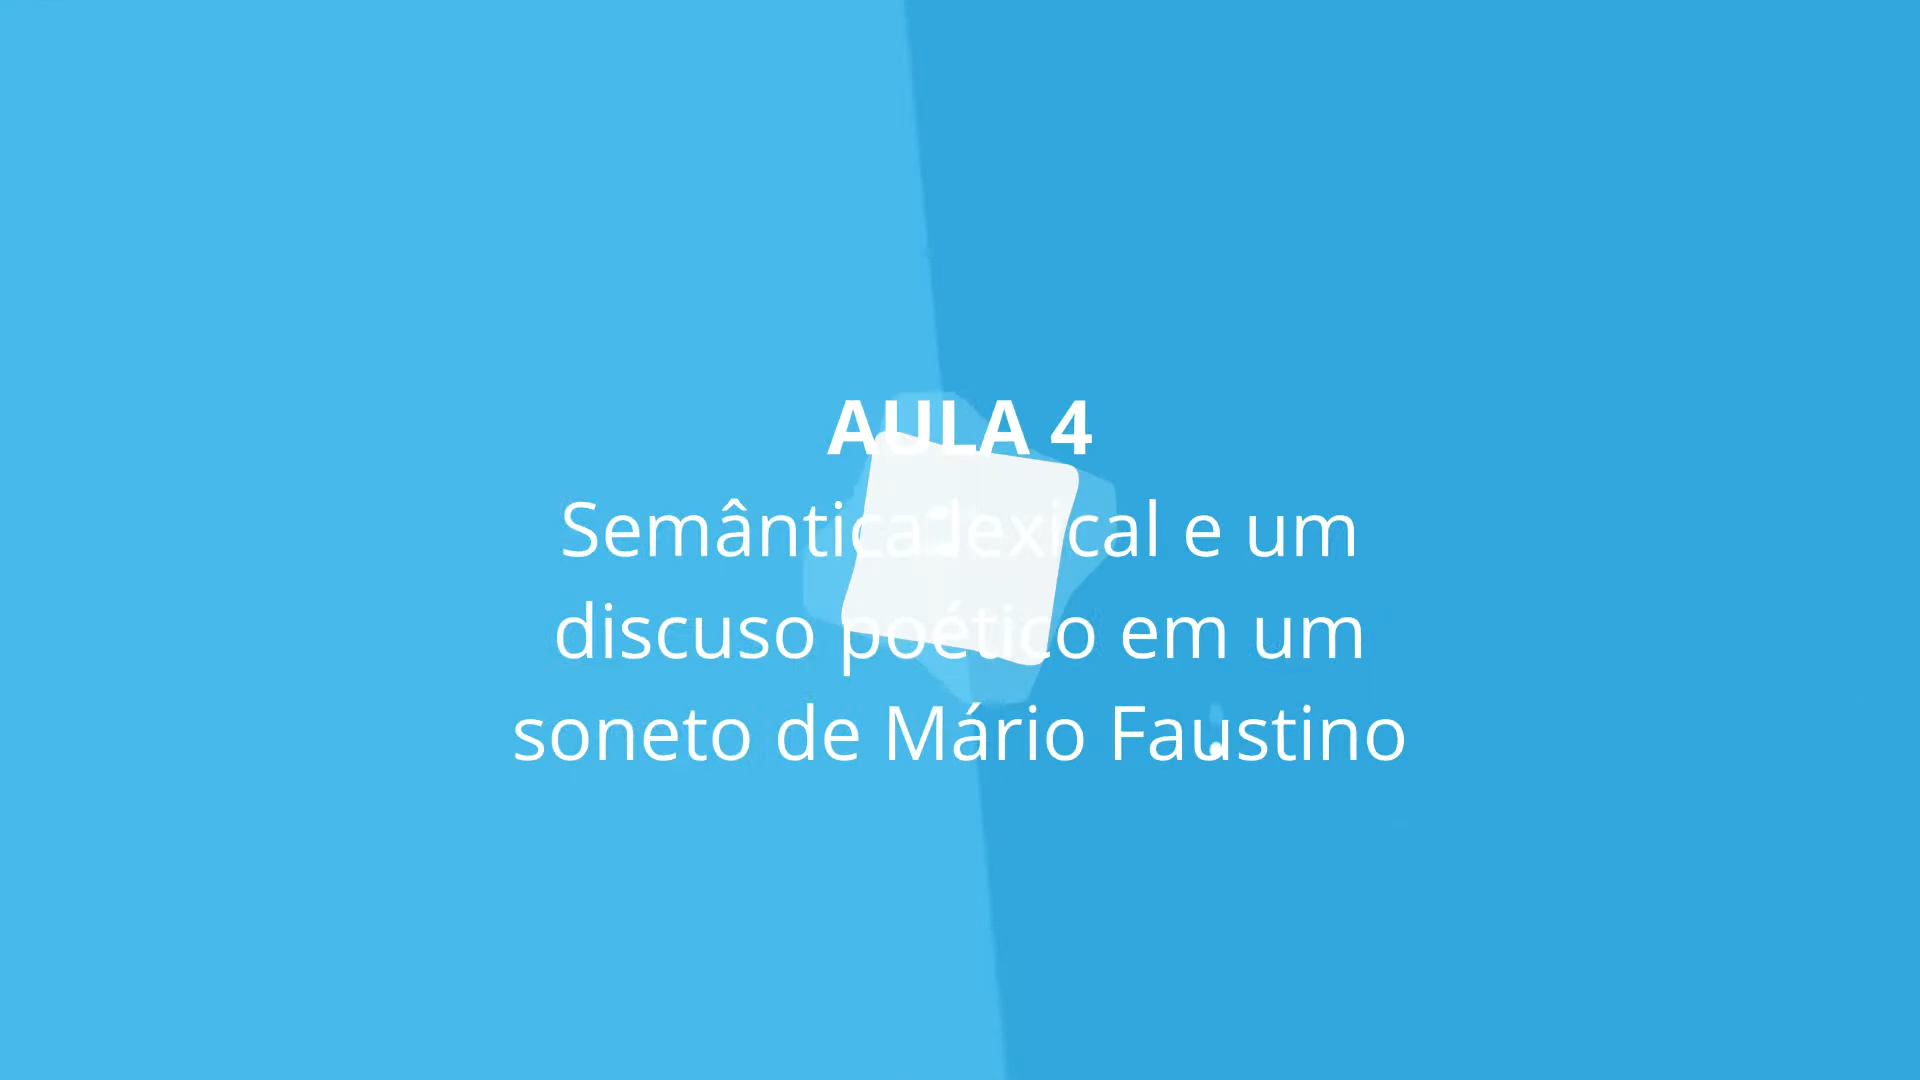 AULA 4
Semântica lexical e um
discuso poético em um
soneto de Mário Faustino